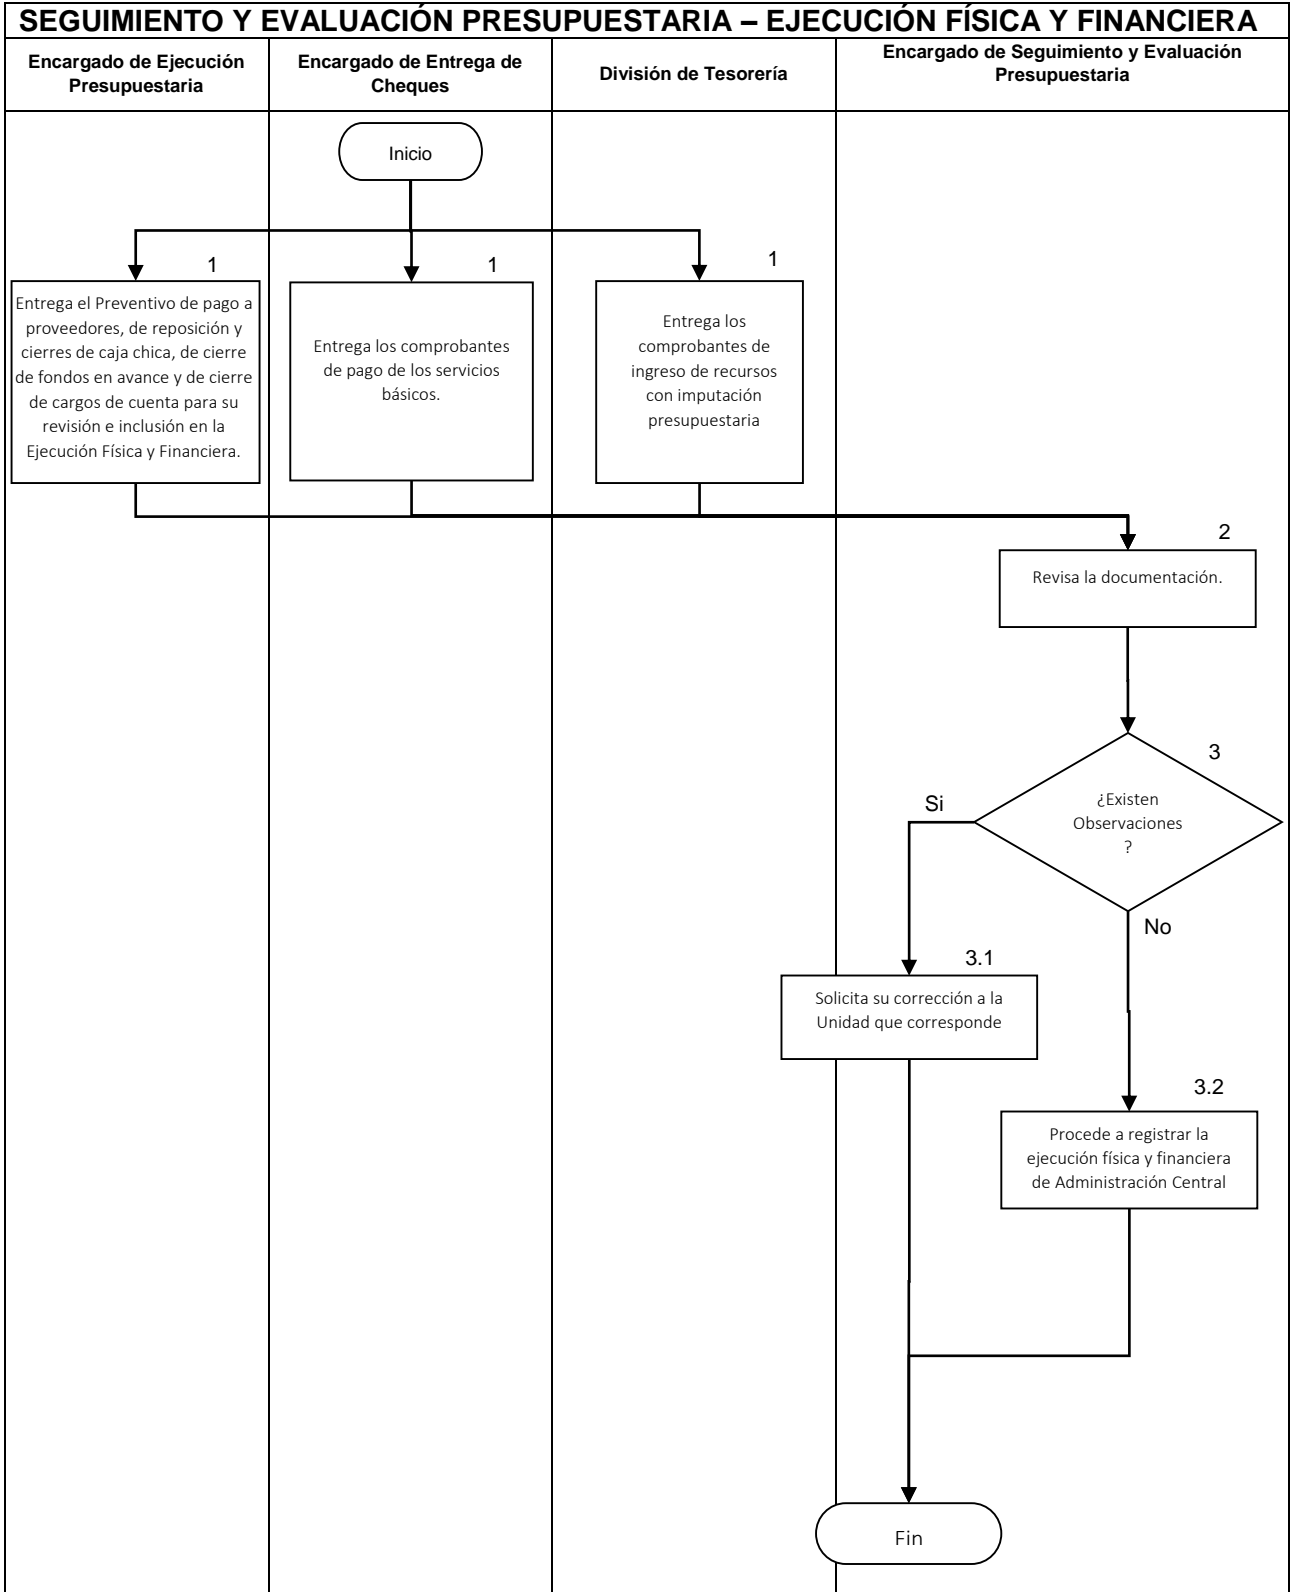 SEGUIMIENTO Y EVALUACIÓN PRESUPUESTARIA – EJECUCIÓN FÍSICA Y FINANCIERA
Encargado de Ejecución
Presupuestaria
Encargado de Entrega de
Cheques
División de Tesorería
Encargado de Seguimiento y Evaluación
Presupuestaria
Inicio
1
Entrega el Preventivo de pago a
proveedores, de reposición y
cierres de caja chica, de cierre
de fondos en avance y de cierre
de cargos de cuenta para su
revisión e inclusión en la
Ejecución Física y Financiera.
1
Entrega los comprobantes
de pago de los servicios
básicos.
1
Entrega los
comprobantes de
ingreso de recursos
con imputación
presupuestaria
2
Revisa la documentación.
3
¿Existen
Observaciones
?
Si
No
3.1
Solicita su corrección a la
Unidad que corresponde
3.2
Procede a registrar la
ejecución física y financiera
de Administración Central
Fin